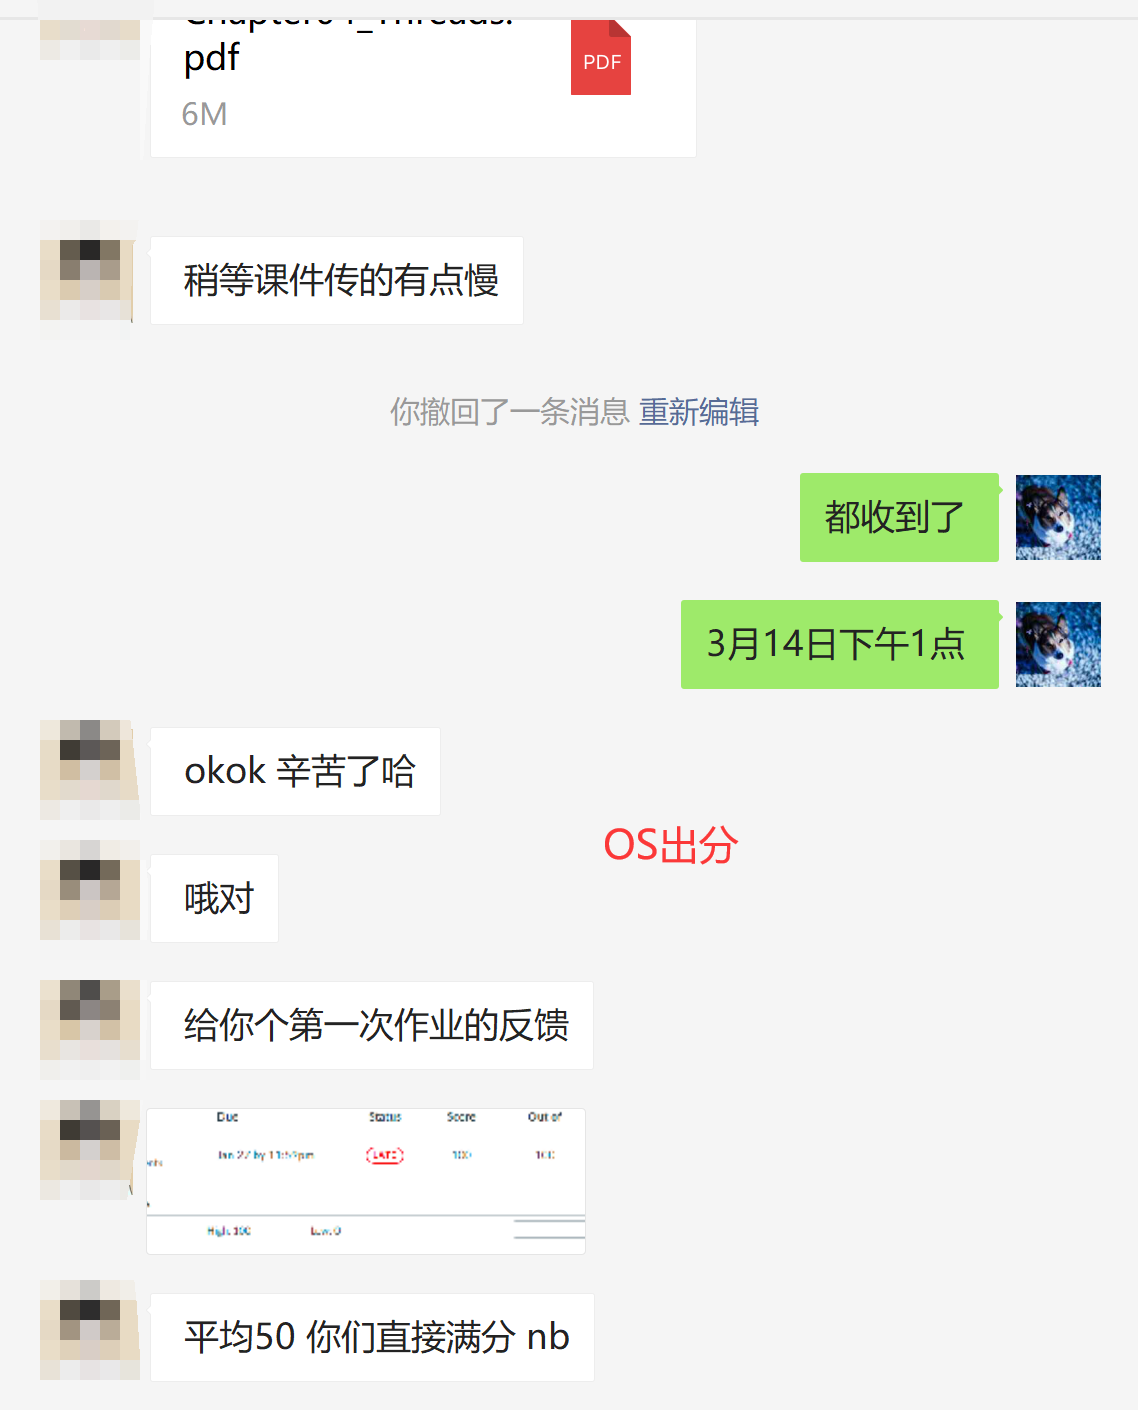 Chapter04_Threads.
pdf
PDF
6M
稍等课件传的有点慢
你撤回了一条消息 重新编辑
都收到了
3月14日下午1点
okok 辛苦了哈
OS出分
哦对
给你个第一次作业的反馈
Due Status Score Out of
Jan 27 by 11:59pm LATE 100 100
High: 100 Low: 0
平均50 你们直接满分 nb